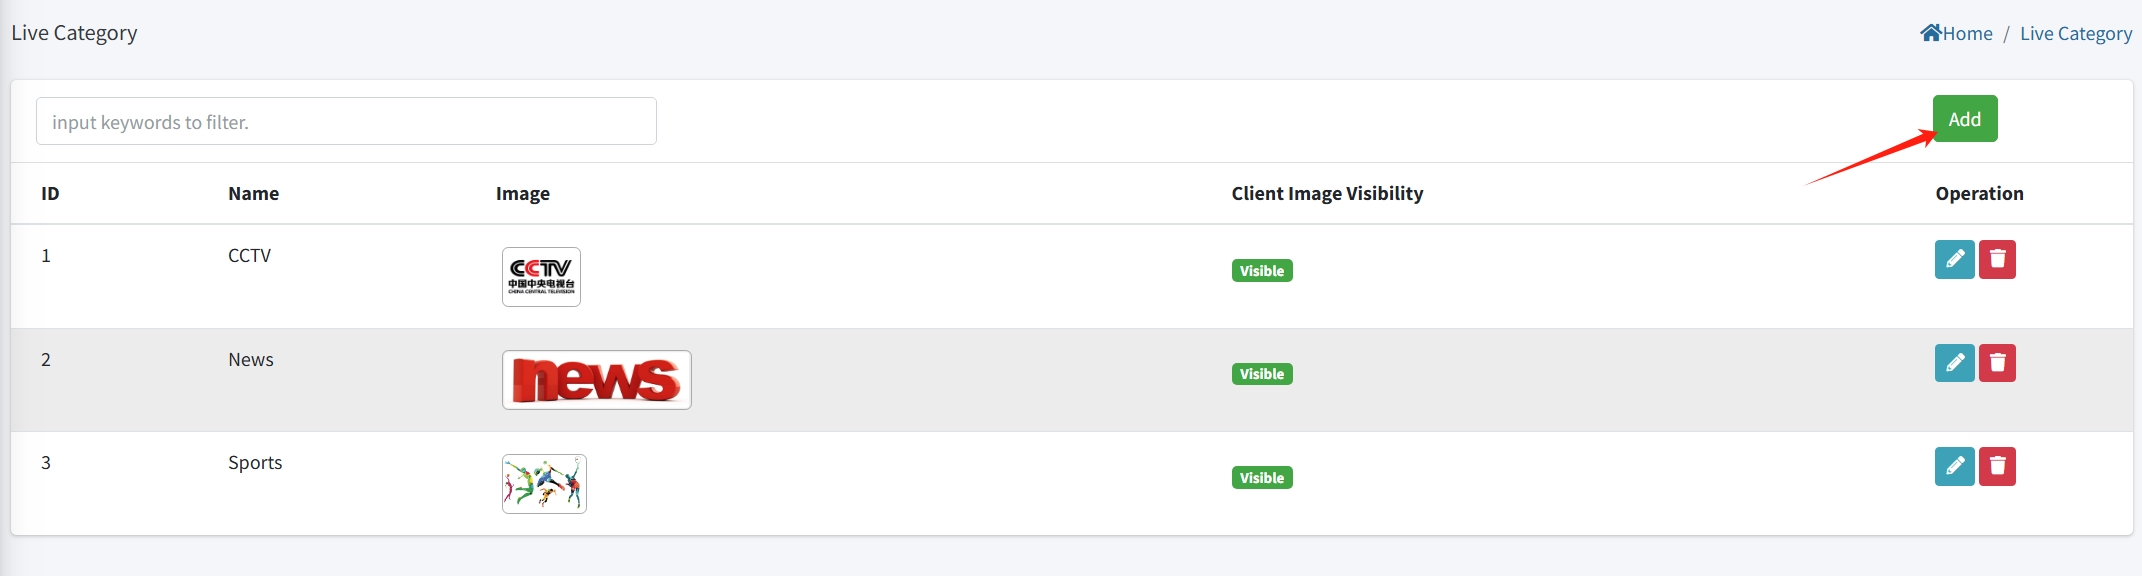 Live Category
Home / Live Category
input keywords to filter.
Add
ID Name Image Client Image Visibility Operation
1 CCTV CCTV Visible
中国中央电视台
CHINA CENTRAL TELEVISION
2 News news Visible
3 Sports Visible